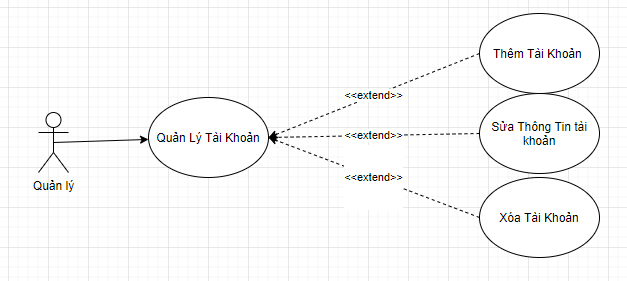 Thêm Tài Khoản
<<extend>>
Quản Lý Tài Khoản
<<extend>>
Sửa Thông Tin tài
khoản
<<extend>>
Quản lý
Xóa Tài Khoản